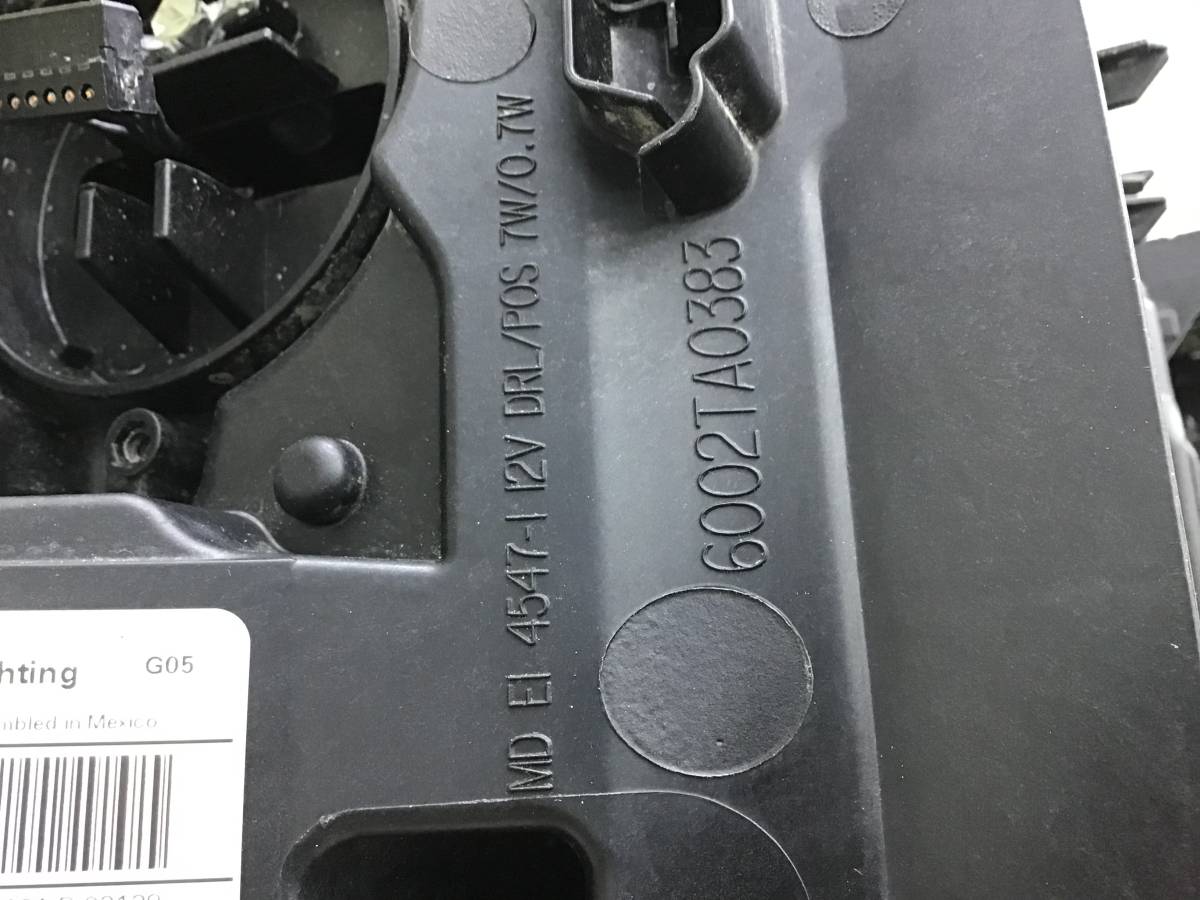 MD E1 4547-1 12V DRL/POS 7W/0.7W
6002TA0383
hting G05
mbled in Mexico